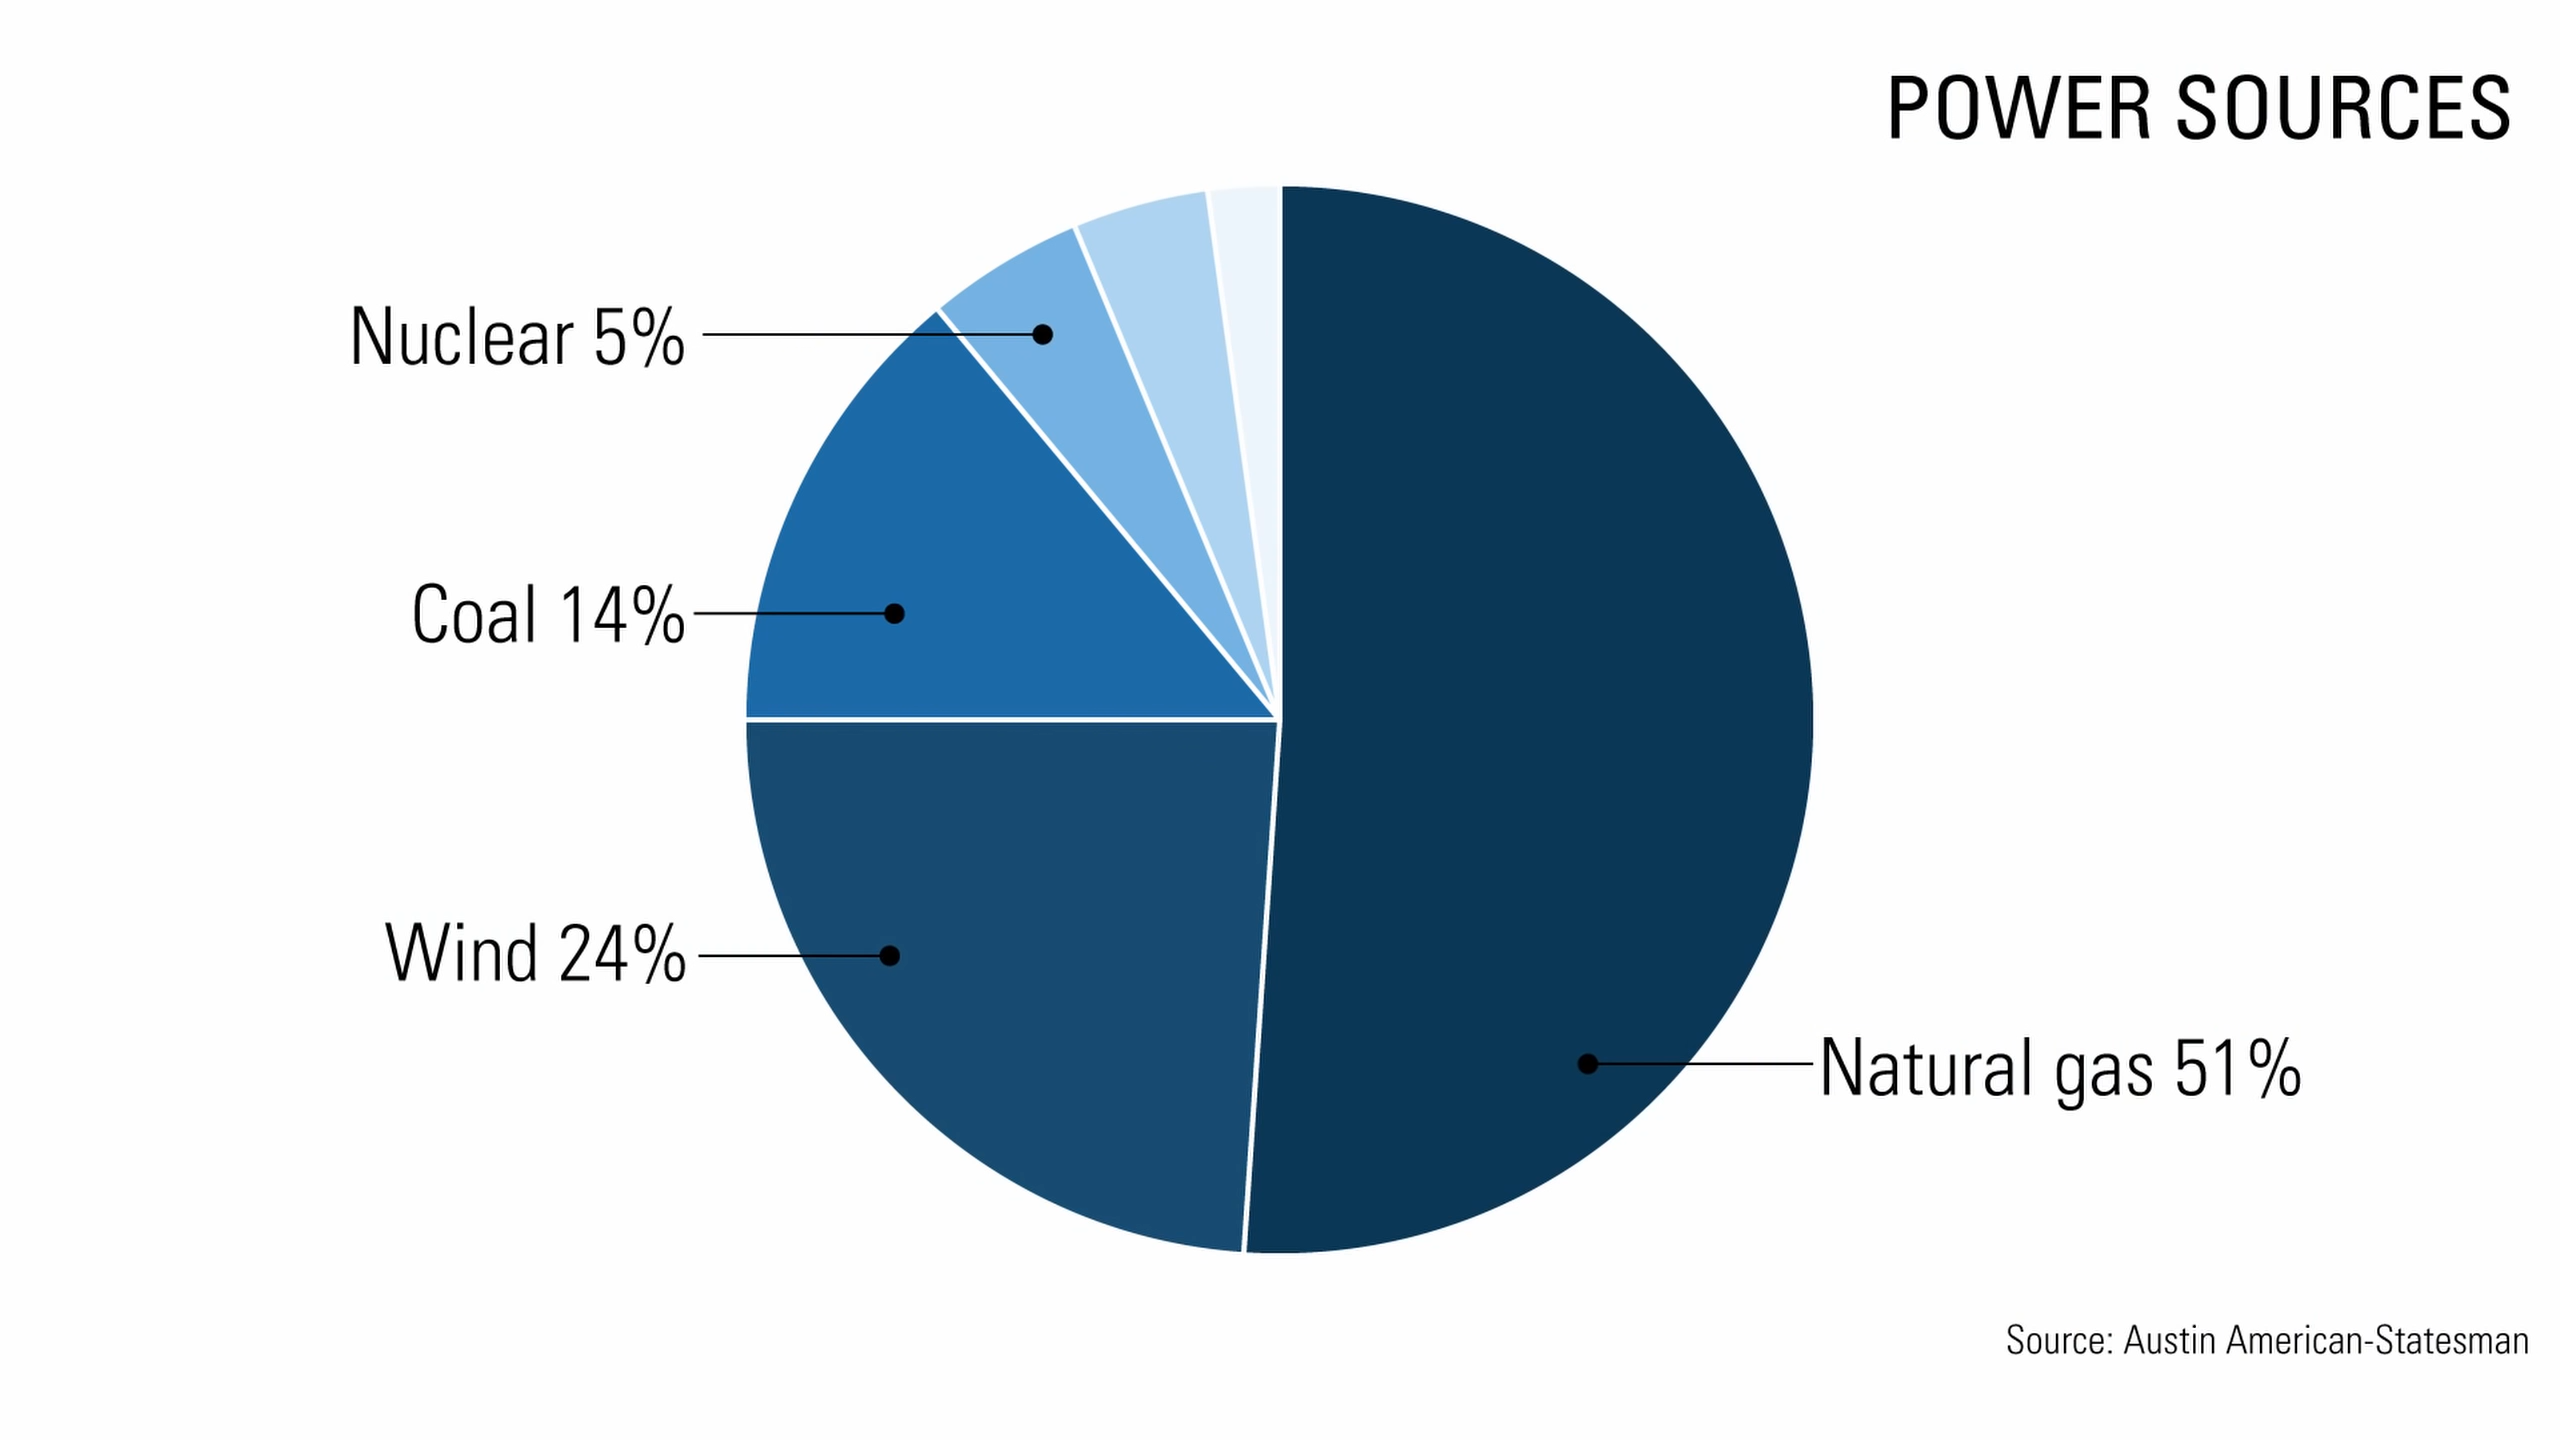 POWER SOURCES
Nuclear 5%
Coal 14%
Wind 24%
Natural gas 51%
Source: Austin American-Statesman